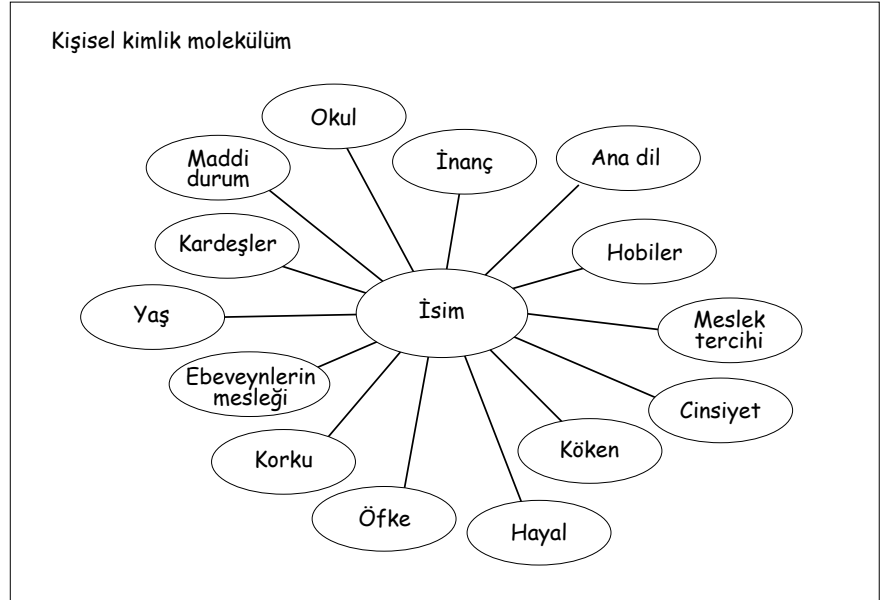 Kişisel kimlik molekülüm
Okul
İnanç
Ana dil
Maddi
durum
Kardeşler
Hobiler
Yaş
İsim
Meslek
tercihi
Ebeveynlerin
mesleği
Cinsiyet
Korku
Köken
Öfke
Hayal